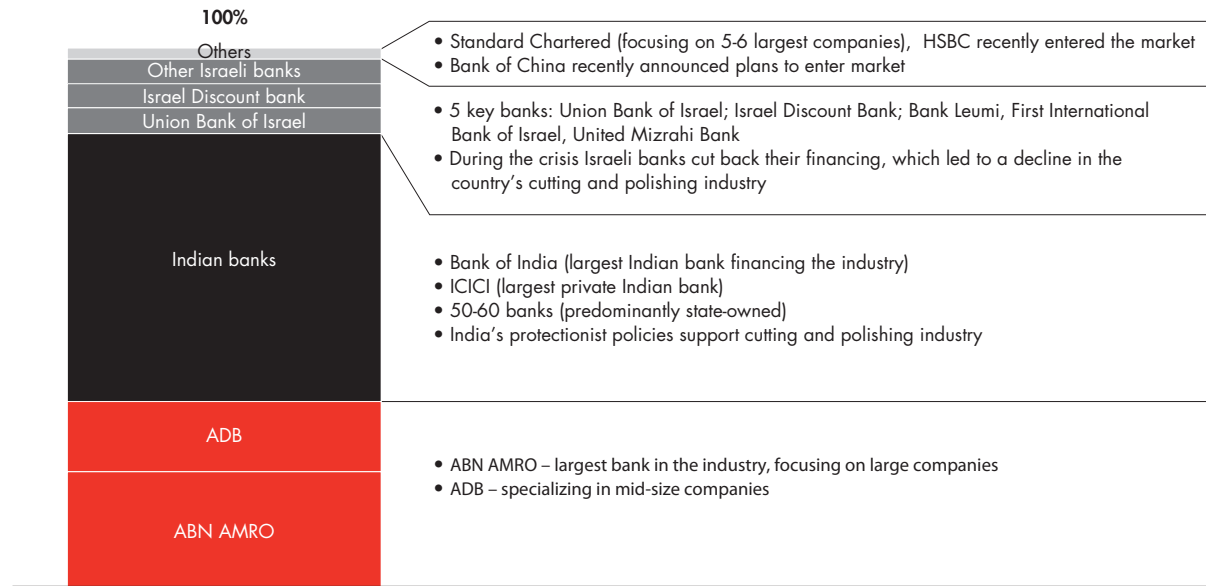 100%
Others
Other Israeli banks
Israel Discount bank
Union Bank of Israel
Indian banks
ADB
ABN AMRO
• Standard Chartered (focusing on 5-6 largest companies),  HSBC recently entered the market
• Bank of China recently announced plans to enter market
• 5 key banks: Union Bank of Israel; Israel Discount Bank; Bank Leumi, First International
Bank of Israel, United Mizrahi Bank
• During the crisis Israeli banks cut back their financing, which led to a decline in the
country's cutting and polishing industry
• Bank of India (largest Indian bank financing the industry)
• ICICI (largest private Indian bank)
• 50-60 banks (predominantly state-owned)
• India's protectionist policies support cutting and polishing industry
• ABN AMRO – largest bank in the industry, focusing on large companies
• ADB – specializing in mid-size companies